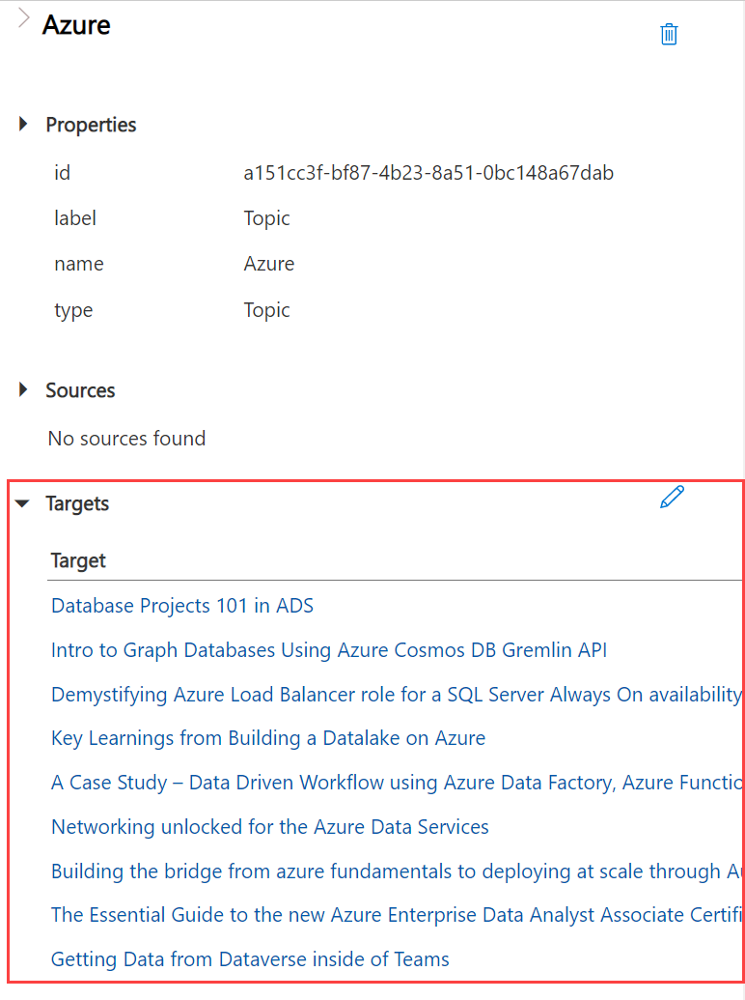 Azure
Properties
id a151cc3f-bf87-4b23-8a51-0bc148a67dab
label Topic
name Azure
type Topic
Sources
No sources found
Targets
Target
Database Projects 101 in ADS
Intro to Graph Databases Using Azure Cosmos DB Gremlin API
Demystifying Azure Load Balancer role for a SQL Server Always On availability
Key Learnings from Building a Datalake on Azure
A Case Study – Data Driven Workflow using Azure Data Factory, Azure Functio
Networking unlocked for the Azure Data Services
Building the bridge from azure fundamentals to deploying at scale through Au
The Essential Guide to the new Azure Enterprise Data Analyst Associate Certifi
Getting Data from Dataverse inside of Teams